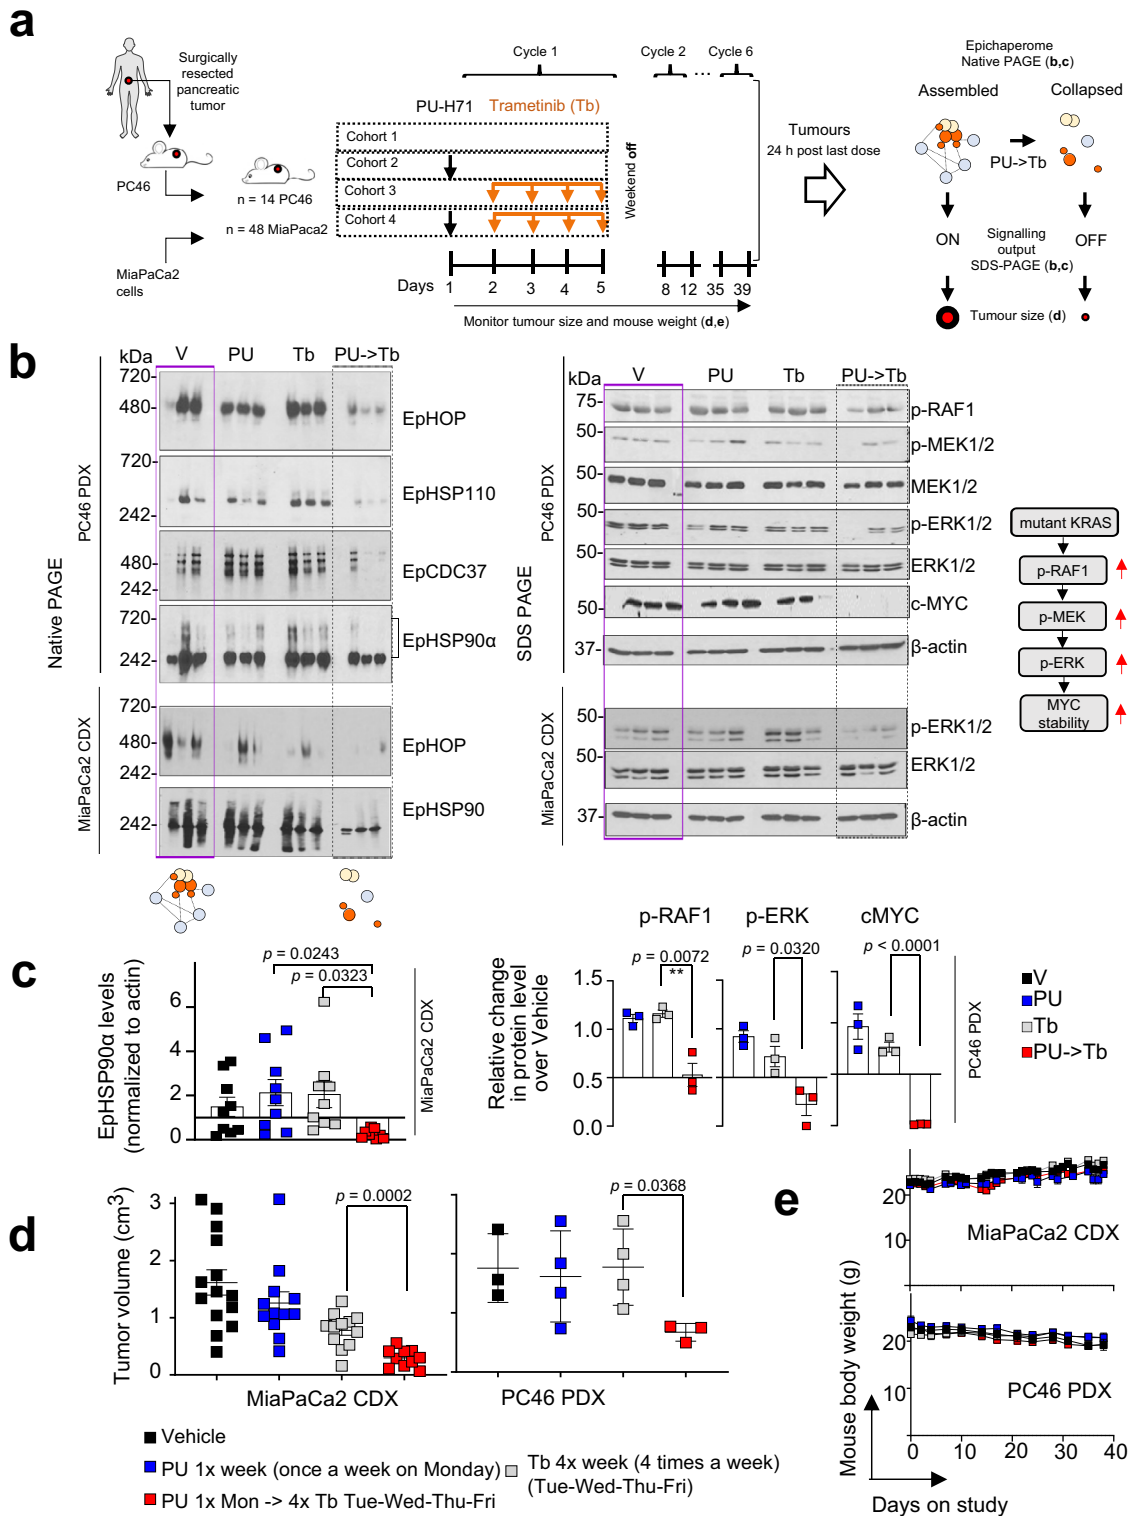 a
Surgically
resected
pancreatic
tumor
PC46
MiaPaCa2
cells
n = 14 PC46
n = 48 MiaPaca2
Cycle 1
Cycle 2
...
Cycle 6
PU-H71
Trametinib (Tb)
Cohort 1
Cohort 2
Cohort 3
Cohort 4
Weekend off
Days
1
2
3
4
5
8
12
35
39
Monitor tumour size and mouse weight (d,e)
Tumours
24 h post last dose
Epichaperome
Native PAGE (b,c)
Assembled
Collapsed
PU->Tb
ON
Signalling
output
SDS-PAGE (b,c)
OFF
Tumour size (d)
b
Native PAGE
PC46 PDX
MiaPaCa2 CDX
kDa
V
PU
Tb
PU->Tb
720-
480-
EpHOP
720-
242-
EpHSP110
480-
242-
EpCDC37
720-
242-
EpHSP90α
720-
480-
242-
EpHOP
242-
EpHSP90
SDS PAGE
PC46 PDX
MiaPaCa2 CDX
kDa
V
PU
Tb
PU->Tb
75-
p-RAF1
50-
p-MEK1/2
50-
MEK1/2
50-
p-ERK1/2
50-
ERK1/2
50-
c-MYC
37-
β-actin
50-
p-ERK1/2
50-
ERK1/2
37-
β-actin
mutant KRAS
p-RAF1
p-MEK
p-ERK
MYC
stability
c
EpHSP90α levels
(normalized to actin)
6
4
2
1
0
p = 0.0243
p = 0.0323
MiaPaCa2 CDX
Relative change
in protein level
over Vehicle
1.5
1.0
0.5
0.0
p-RAF1
p = 0.0072
**
p-ERK
p = 0.0320
cMYC
p < 0.0001
PC46 PDX
V
PU
Tb
PU->Tb
d
Tumor volume (cm3)
3
2
1
0
p = 0.0002
MiaPaCa2 CDX
p = 0.0368
PC46 PDX
Vehicle
PU 1x week (once a week on Monday)
PU 1x Mon -> 4x Tb Tue-Wed-Thu-Fri
Tb 4x week (4 times a week)
(Tue-Wed-Thu-Fri)
e
Mouse body weight (g)
20
10
MiaPaCa2 CDX
20
10
PC46 PDX
0
10
20
30
40
Days on study